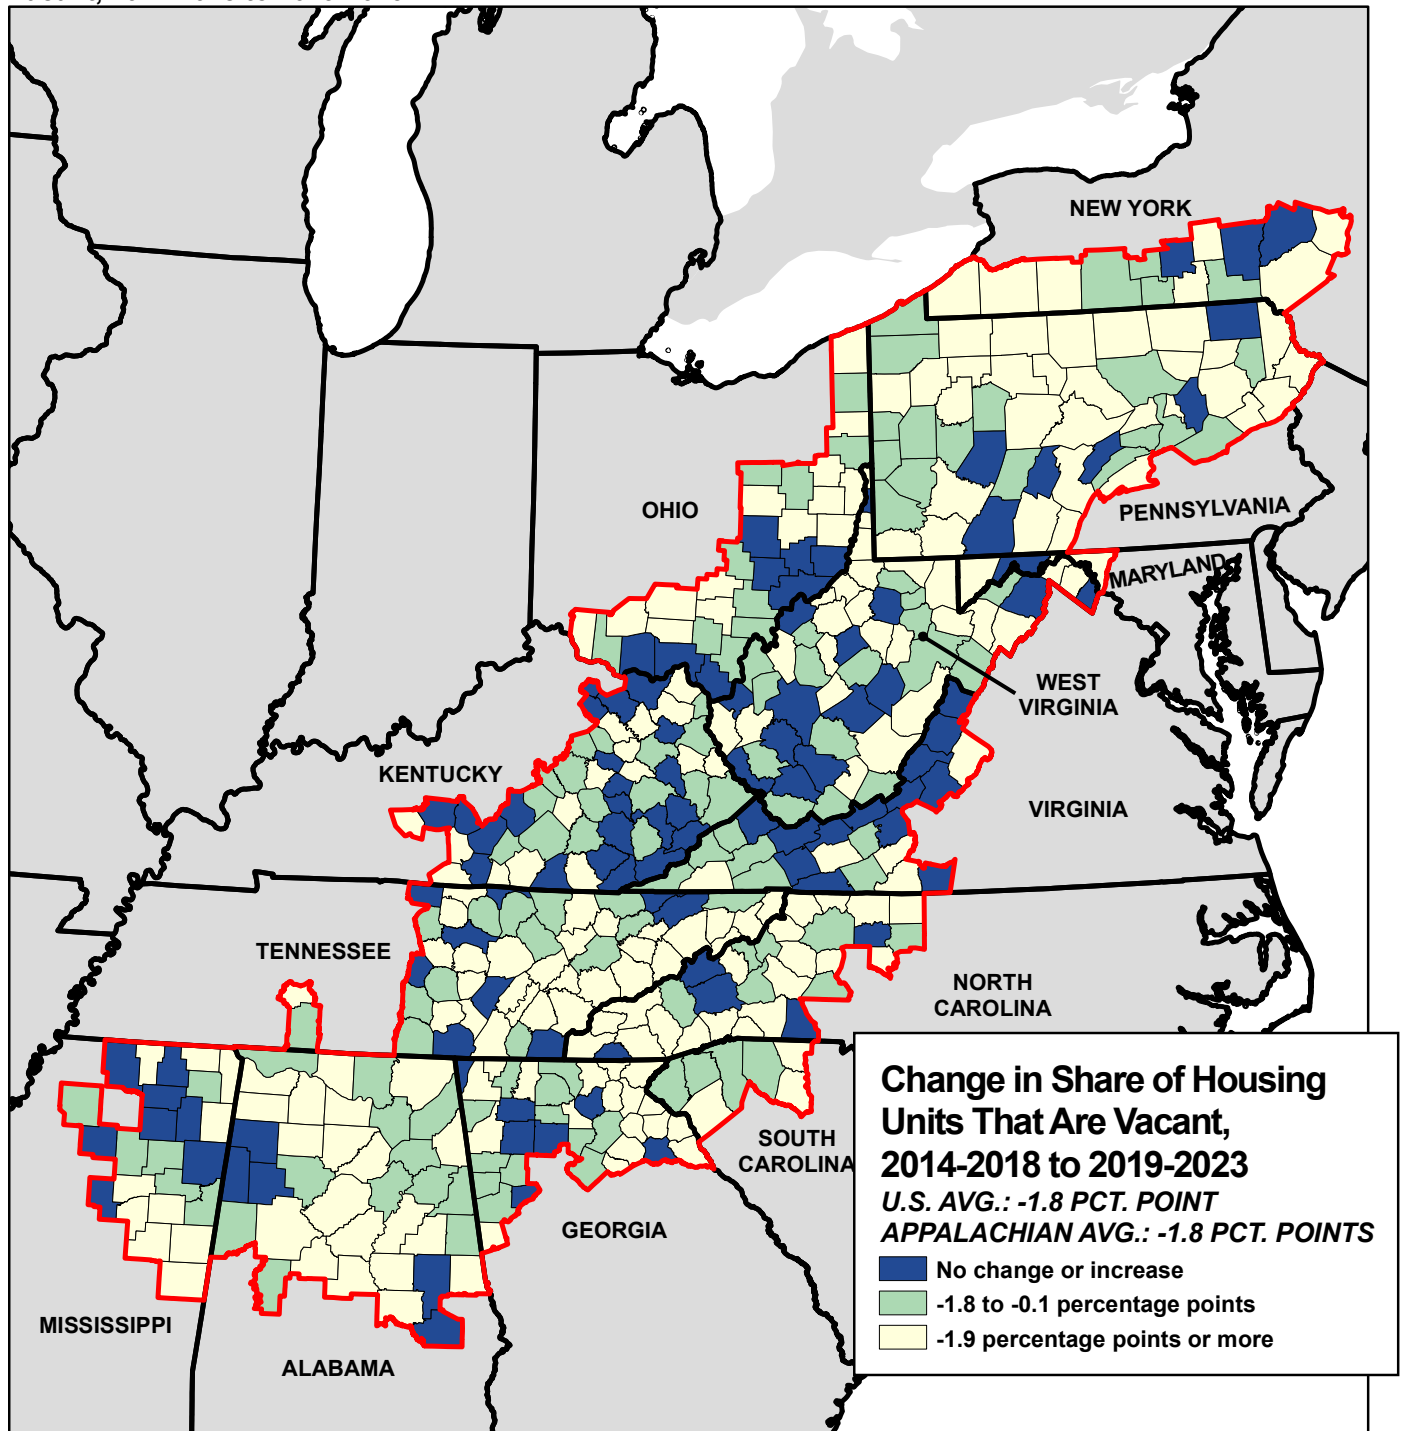 NEW YORK
OHIO
PENNSYLVANIA
MARYLAND
WEST
VIRGINIA
KENTUCKY
VIRGINIA
TENNESSEE
NORTH
CAROLINA
SOUTH
CAROLINA
GEORGIA
MISSISSIPPI
ALABAMA
Change in Share of Housing
Units That Are Vacant,
2014-2018 to 2019-2023
U.S. AVG.: -1.8 PCT. POINT
APPALACHIAN AVG.: -1.8 PCT. POINTS
No change or increase
-1.8 to -0.1 percentage points
-1.9 percentage points or more